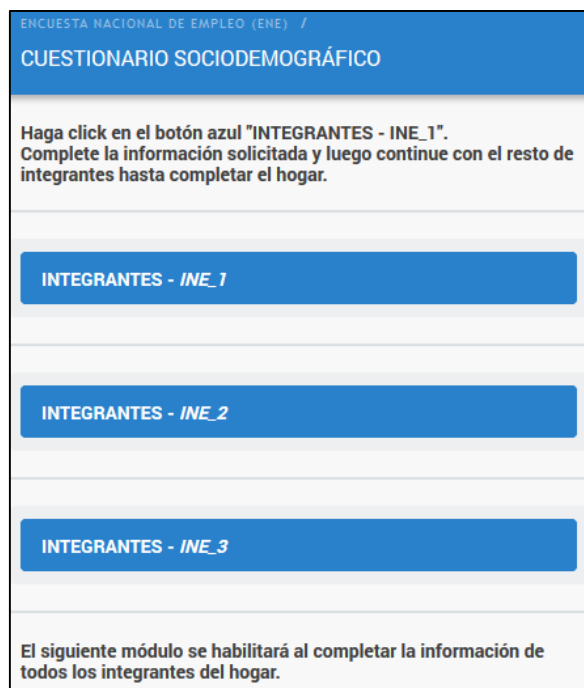 ENCUESTA NACIONAL DE EMPLEO (ENE) /
CUESTIONARIO SOCIODEMOGRÁFICO
Haga click en el botón azul "INTEGRANTES - INE_1".
Complete la información solicitada y luego continue con el resto de
integrantes hasta completar el hogar.
INTEGRANTES - INE_1
INTEGRANTES - INE_2
INTEGRANTES - INE_3
El siguiente módulo se habilitará al completar la información de
todos los integrantes del hogar.